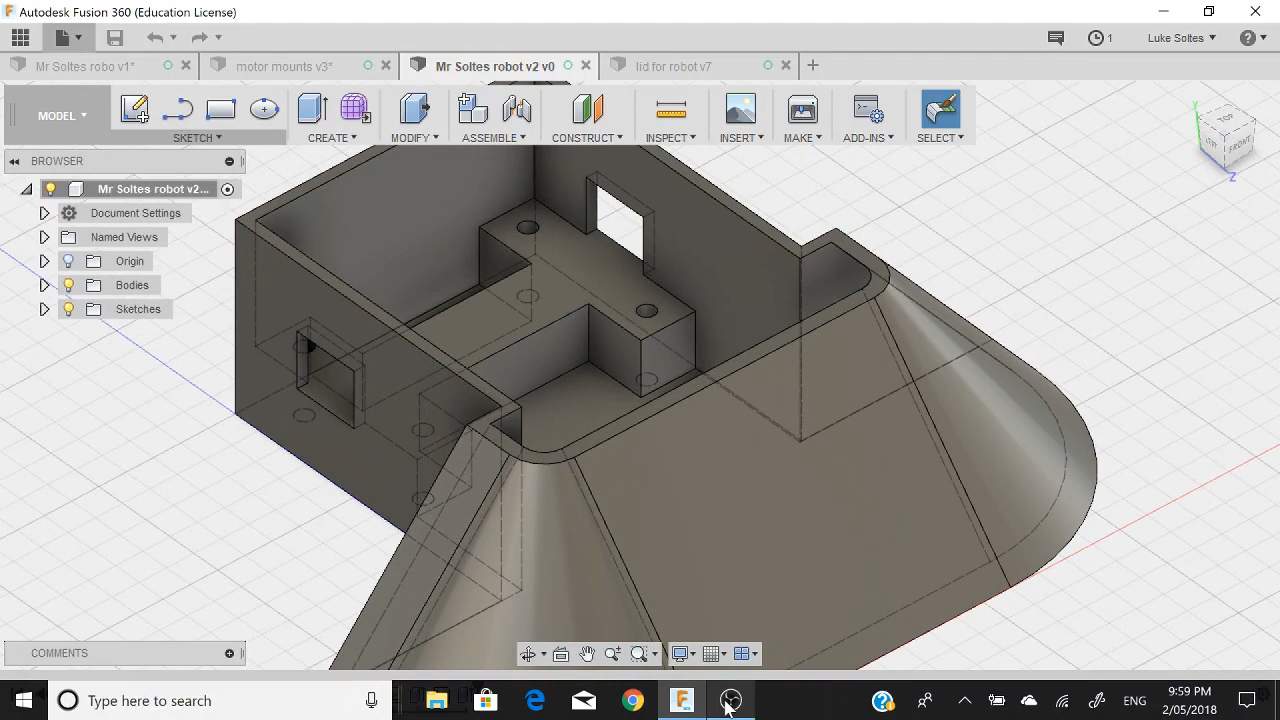 Autodesk Fusion 360 (Education License)
1 Luke Soltes
Mr Soltes robo v1* motor mounts v3* Mr Soltes robot v2 v0 lid for robot v7
MODEL SKETCH CREATE MODIFY ASSEMBLE CONSTRUCT INSPECT INSERT MAKE ADD-INS SELECT
BROWSER
Mr Soltes robot v2...
Document Settings
Named Views
Origin
Bodies
Sketches
TOP
LEFT FRONT
Y
Z
COMMENTS
Type here to search
ENG
9:39 PM
2/05/2018